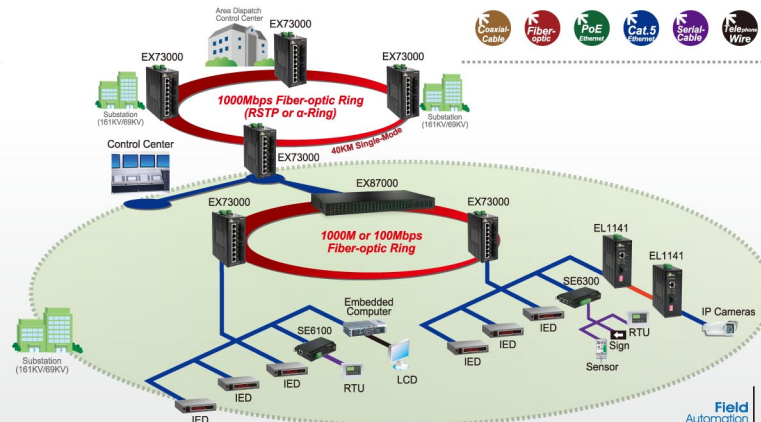 Area Dispatch
Control Center
Coaxial-
Cable
Fiber-
optic
PoE
Ethernet
Cat.5
Ethernet
Serial-
Cable
Telephone
Wire
EX73000
EX73000
EX73000
1000Mbps Fiber-optic Ring
(RSTP or α-Ring)
Substation
(161KV/69KV)
Substation
(161KV/69KV)
40KM Single-Mode
Control Center
EX73000
EX87000
EX73000
EX73000
1000M or 100Mbps
Fiber-optic Ring
EL1141
EL1141
SE6300
IP Cameras
Embedded
Computer
SE6100
IED
IED
IED
RTU
Sign
Sensor
LCD
RTU
IED
IED
IED
Substation
(161KV/69KV)
Field
Automation